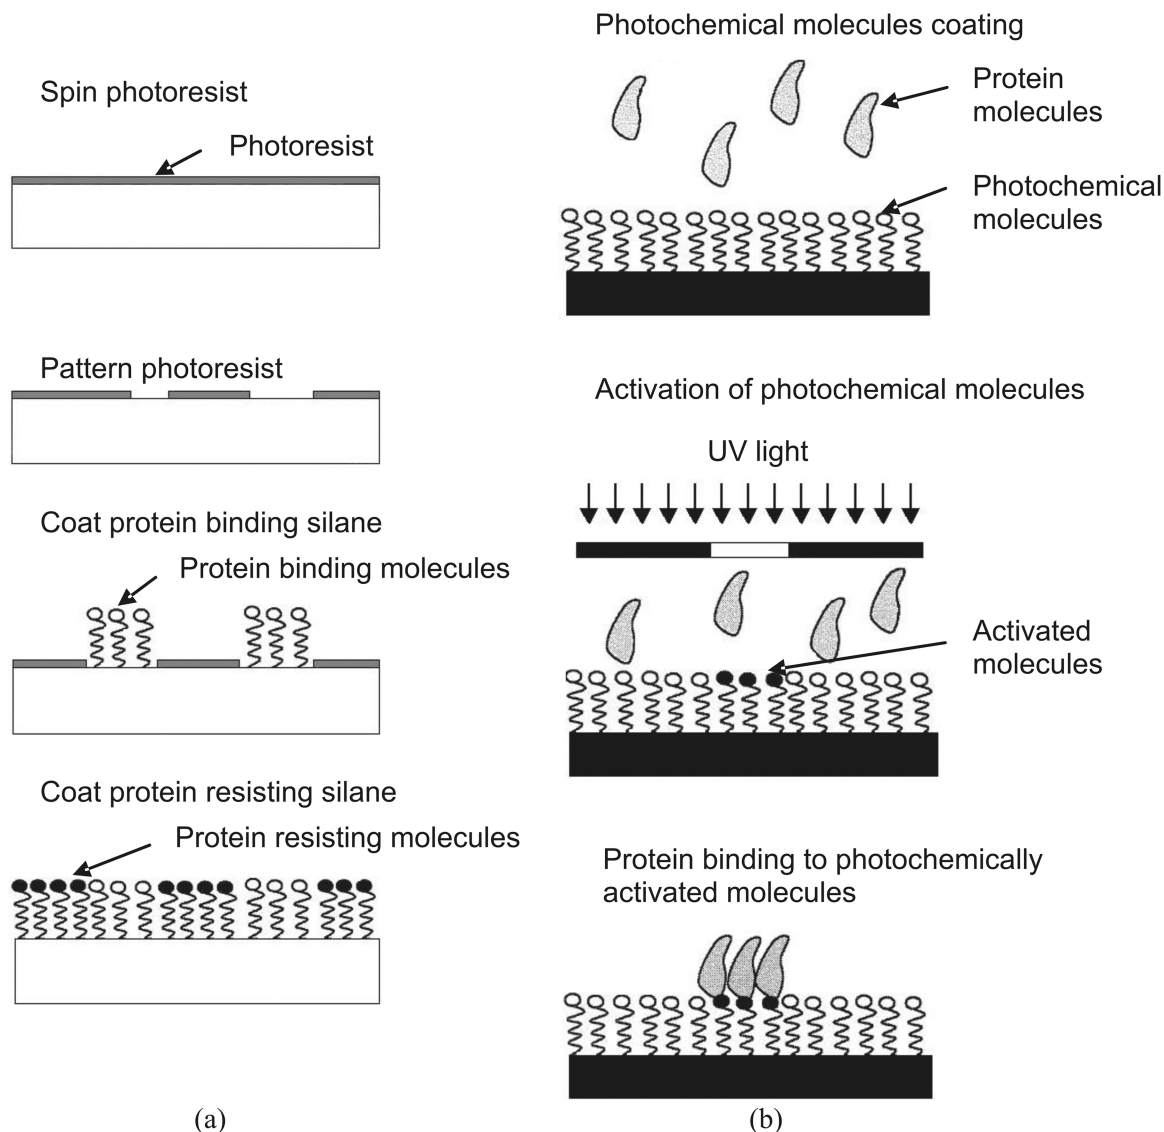 Spin photoresist
Photoresist
Pattern photoresist
Coat protein binding silane
Protein binding molecules
Coat protein resisting silane
Protein resisting molecules
(a)
Photochemical molecules coating
Protein
molecules
Photochemical
molecules
Activation of photochemical molecules
UV light
Activated
molecules
Protein binding to photochemically
activated molecules
(b)